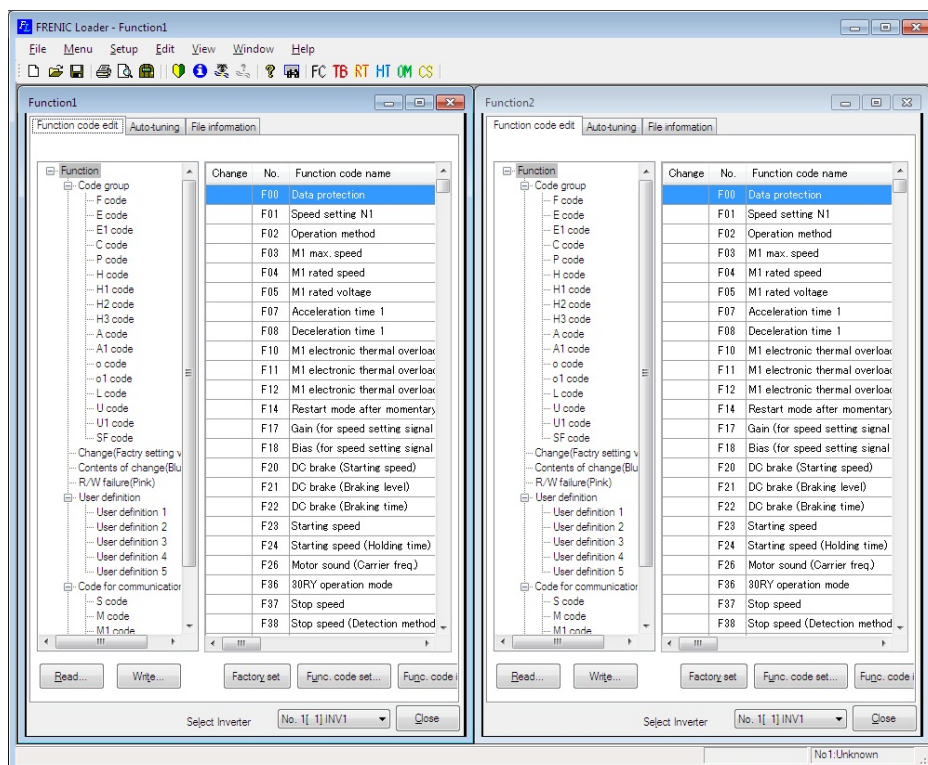 FRENIC Loader - Function1
File Menu Setup Edit View Window Help
FC TB RT HT OM CS
Function1
Function code edit Auto-tuning File information
Function
Code group
F code
E code
E1 code
C code
P code
H code
H1 code
H2 code
H3 code
A code
A1 code
o code
o1 code
L code
U code
U1 code
SF code
Change(Factry setting v
Contents of change(Blu
R/W failure(Pink)
User definition
User definition 1
User definition 2
User definition 3
User definition 4
User definition 5
Code for communication
S code
M code
M1 code
Change No. Function code name
F00 Data protection
F01 Speed setting N1
F02 Operation method
F03 M1 max. speed
F04 M1 rated speed
F05 M1 rated voltage
F07 Acceleration time 1
F08 Deceleration time 1
F10 M1 electronic thermal overload
F11 M1 electronic thermal overload
F12 M1 electronic thermal overload
F14 Restart mode after momentary
F17 Gain (for speed setting signal
F18 Bias (for speed setting signal
F20 DC brake (Starting speed)
F21 DC brake (Braking level)
F22 DC brake (Braking time)
F23 Starting speed
F24 Starting speed (Holding time)
F26 Motor sound (Carrier freq.)
F36 30RY operation mode
F37 Stop speed
F38 Stop speed (Detection method
Read... Write... Factory set Func. code set... Func. code i
Select Inverter No. 1[ 1] INV1 Close
Function2
Function code edit Auto-tuning File information
Function
Code group
F code
E code
E1 code
C code
P code
H code
H1 code
H2 code
H3 code
A code
A1 code
o code
o1 code
L code
U code
U1 code
SF code
Change(Factry setting v
Contents of change(Blu
R/W failure(Pink)
User definition
User definition 1
User definition 2
User definition 3
User definition 4
User definition 5
Code for communication
S code
M code
M1 code
Change No. Function code name
F00 Data protection
F01 Speed setting N1
F02 Operation method
F03 M1 max. speed
F04 M1 rated speed
F05 M1 rated voltage
F07 Acceleration time 1
F08 Deceleration time 1
F10 M1 electronic thermal overload
F11 M1 electronic thermal overload
F12 M1 electronic thermal overload
F14 Restart mode after momentary
F17 Gain (for speed setting signal
F18 Bias (for speed setting signal
F20 DC brake (Starting speed)
F21 DC brake (Braking level)
F22 DC brake (Braking time)
F23 Starting speed
F24 Starting speed (Holding time)
F26 Motor sound (Carrier freq.)
F36 30RY operation mode
F37 Stop speed
F38 Stop speed (Detection method
Read... Write... Factory set Func. code set... Func. code i
Select Inverter No. 1[ 1] INV1 Close
No1:Unknown